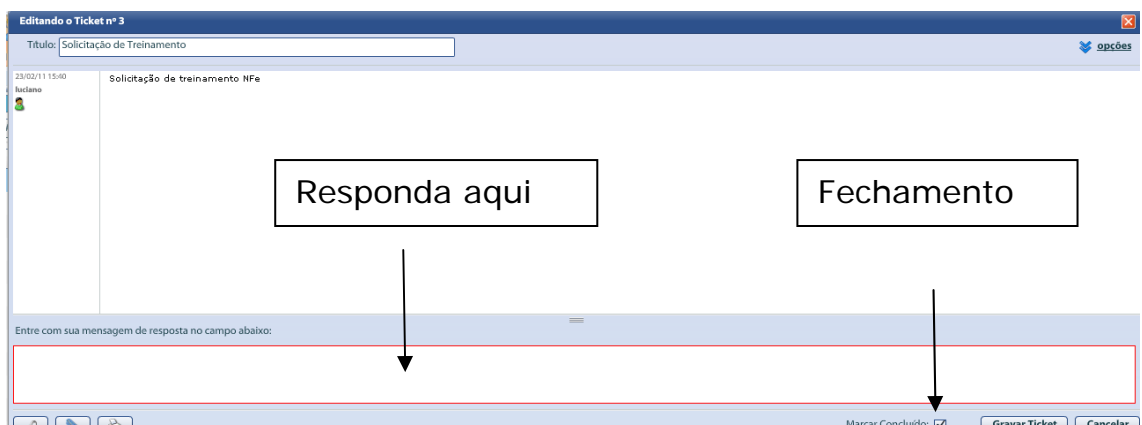 Editando o Ticket nº 3
Título: Solicitação de Treinamento
opções
23/02/11 15:40
luciano
Solicitação de treinamento NFe
Responda aqui
Fechamento
Entre com sua mensagem de resposta no campo abaixo:
Marcar Concluído:
Gravar Ticket
Cancelar